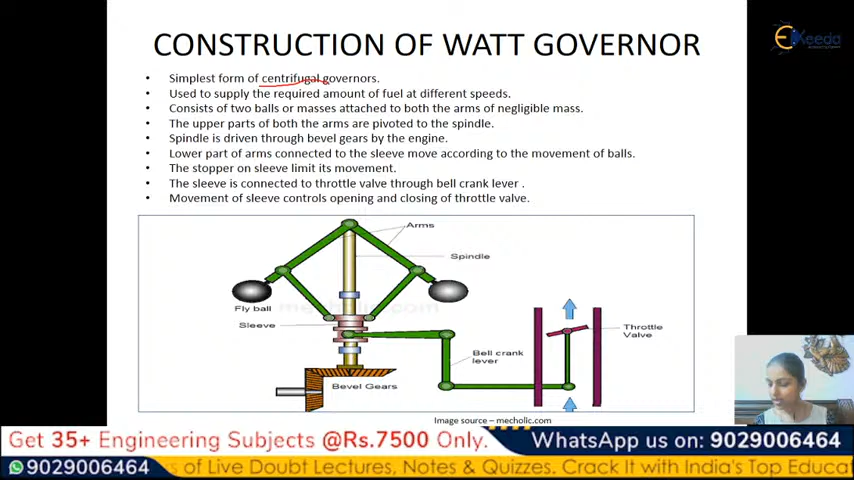 CONSTRUCTION OF WATT GOVERNOR
Ekeeda
• Simplest form of centrifugal governors.
• Used to supply the required amount of fuel at different speeds.
• Consists of two balls or masses attached to both the arms of negligible mass.
• The upper parts of both the arms are pivoted to the spindle.
• Spindle is driven through bevel gears by the engine.
• Lower part of arms connected to the sleeve move according to the movement of balls.
• The stopper on sleeve limit its movement.
• The sleeve is connected to throttle valve through bell crank lever .
• Movement of sleeve controls opening and closing of throttle valve.
Arms
Spindle
mecholic.com
Fly ball
Sleeve
Throttle
Valve
Bell crank
lever
Bevel Gears
Image source – mecholic.com
Get 35+ Engineering Subjects @Rs.7500 Only.
WhatsApp us on: 9029006464
9029006464
s of Live Doubt Lectures, Notes & Quizzes. Crack It with India's Top Educat